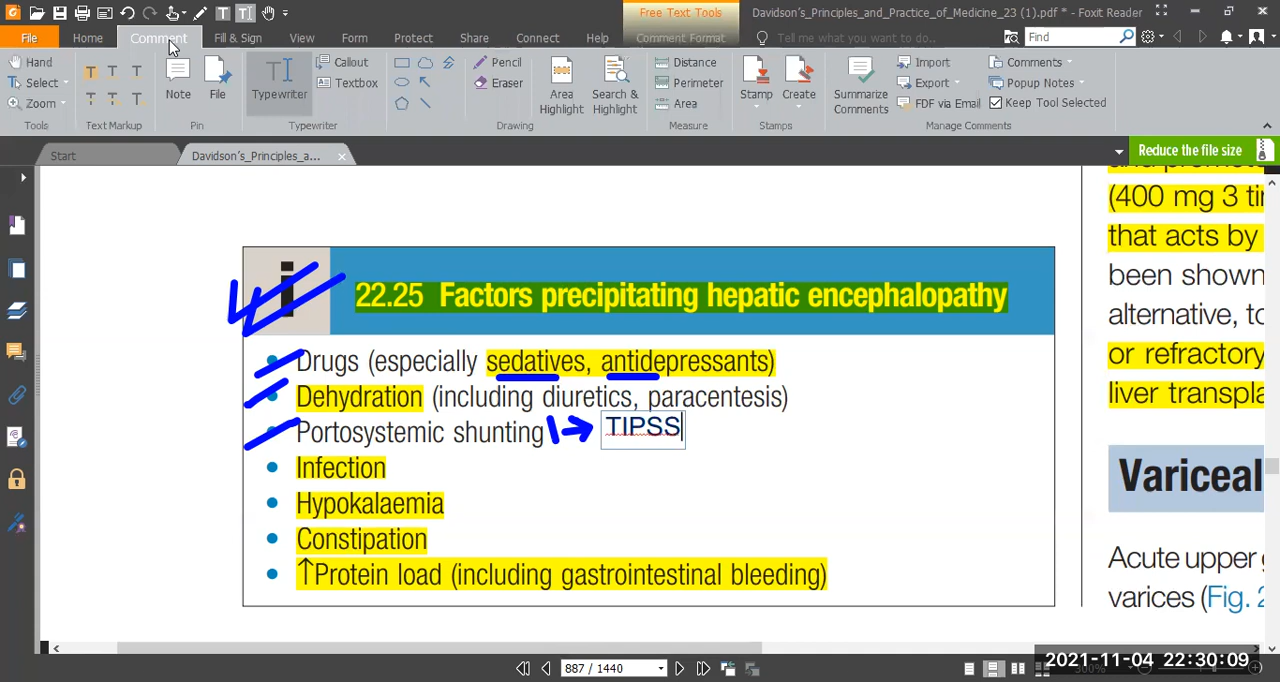 Free Text Tools
Davidson's_Principles_and_Practice_of_Medicine_23 (1).pdf * - Foxit Reader
File Home Comment Fill & Sign View Form Protect Share Connect Help Comment Format Tell me what you want to do.. Find
Hand
Select
Zoom
Tools
T T T
T T T
Text Markup
Note
File
Pin
Typewriter
Callout
Textbox
Typewriter
Pencil
Eraser
Area Highlight
Search & Highlight
Drawing
Distance
Perimeter
Area
Measure
Stamp
Create
Stamps
Summarize Comments
Import
Export
FDF via Email
Comments
Popup Notes
Keep Tool Selected
Manage Comments
Start
Davidson's_Principles_a...
Reduce the file size
i
22.25 Factors precipitating hepatic encephalopathy
• Drugs (especially sedatives, antidepressants)
• Dehydration (including diuretics, paracentesis)
• Portosystemic shunting TIPSS
• Infection
• Hypokalaemia
• Constipation
• ↑Protein load (including gastrointestinal bleeding)
(400 mg 3
that acts by
been shown
alternative,
or refractory
liver transpla
Variceal
Acute upper
varices (Fig. 2
887 / 1440
2021-11-04 22:30:09